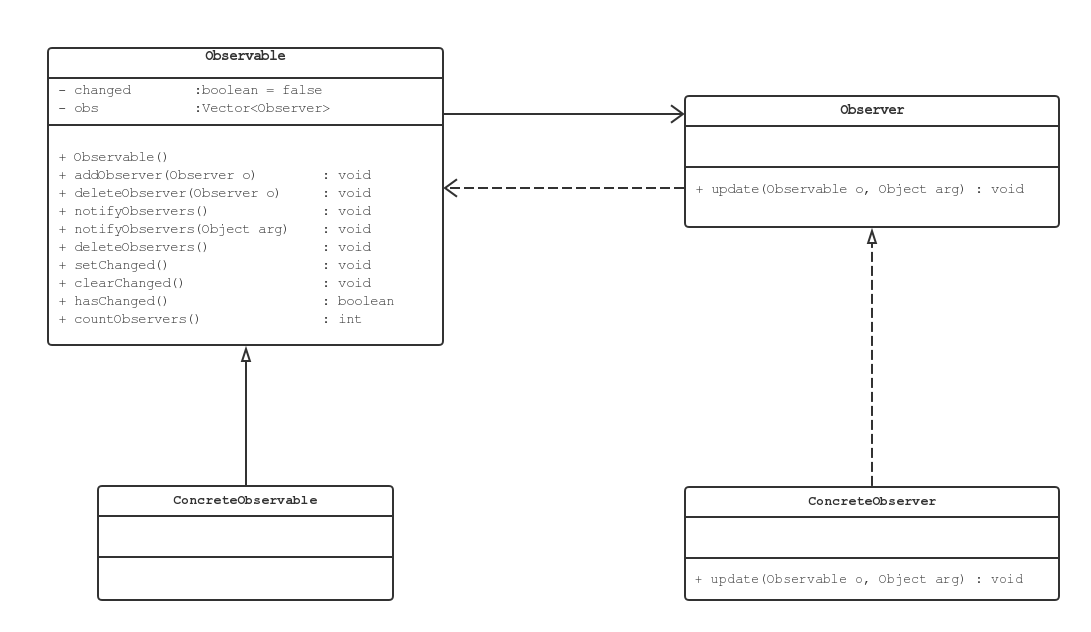 Observable
- changed :boolean = false
- obs :Vector<Observer>
+ Observable()
+ addObserver(Observer o) : void
+ deleteObserver(Observer o) : void
+ notifyObservers() : void
+ notifyObservers(Object arg) : void
+ deleteObservers() : void
+ setChanged() : void
+ clearChanged() : void
+ hasChanged() : boolean
+ countObservers() : int
Observer
+ update(Observable o, Object arg) : void
ConcreteObservable
ConcreteObserver
+ update(Observable o, Object arg) : void